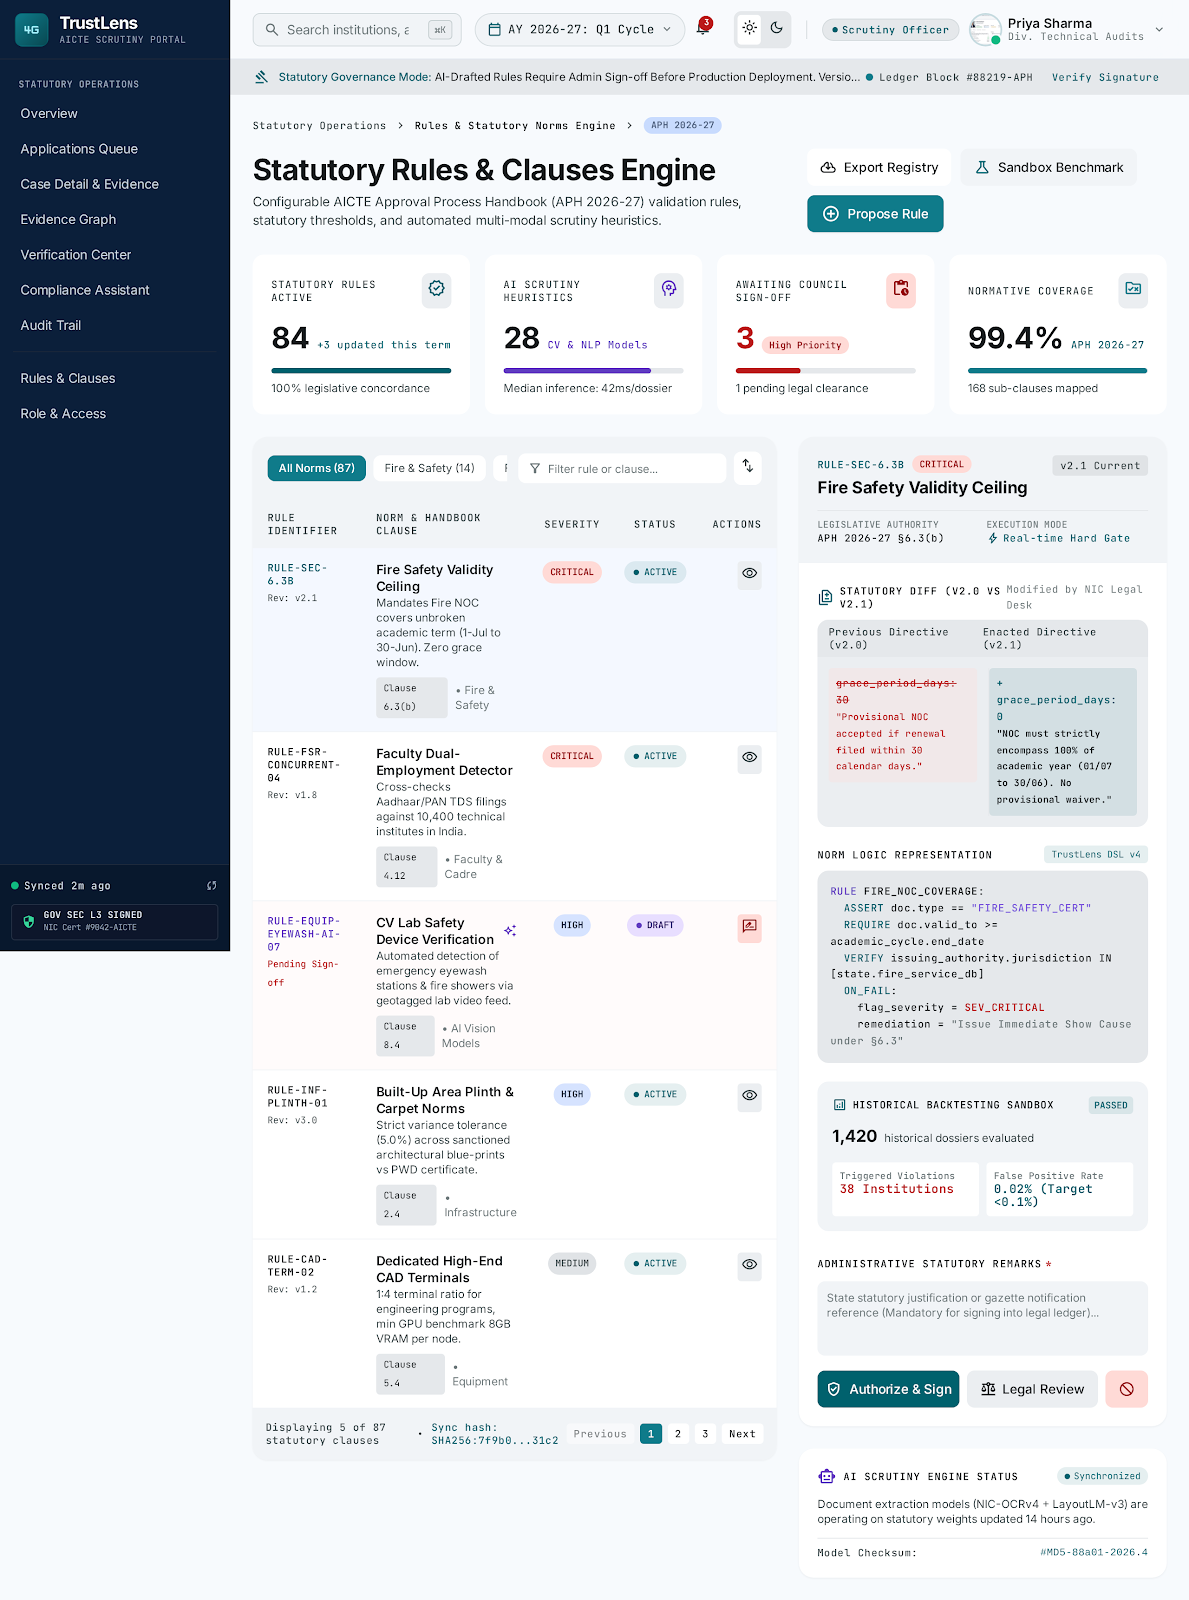 4G
TrustLens
AICTE SCRUTINY PORTAL
STATUTORY OPERATIONS
Overview
Applications Queue
Case Detail & Evidence
Evidence Graph
Verification Center
Compliance Assistant
Audit Trail
Rules & Clauses
Role & Access
Synced 2m ago
GOV SEC L3 SIGNED
NIC Cert #9042-AICTE
Search institutions, a
⌘K
AY 2026-27: Q1 Cycle
3
Scrutiny Officer
Priya Sharma
Div. Technical Audits
Statutory Governance Mode: AI-Drafted Rules Require Admin Sign-off Before Production Deployment. Versio...
Ledger Block #88219-APH
Verify Signature
Statutory Operations > Rules & Statutory Norms Engine > APH 2026-27
Statutory Rules & Clauses Engine
Configurable AICTE Approval Process Handbook (APH 2026-27) validation rules,
statutory thresholds, and automated multi-modal scrutiny heuristics.
Export Registry
Sandbox Benchmark
Propose Rule
STATUTORY RULES
ACTIVE
84 +3 updated this term
100% legislative concordance
AI SCRUTINY
HEURISTICS
28 CV & NLP Models
Median inference: 42ms/dossier
AWAITING COUNCIL
SIGN-OFF
3 High Priority
1 pending legal clearance
NORMATIVE COVERAGE
99.4% APH 2026-27
168 sub-clauses mapped
All Norms (87)
Fire & Safety (14)
Filter rule or clause...
RULE
IDENTIFIER
NORM & HANDBOOK
CLAUSE
SEVERITY
STATUS
ACTIONS
RULE-SEC-
6.3B
Rev: v2.1
Fire Safety Validity
Ceiling
Mandates Fire NOC
covers unbroken
academic term (1-Jul to
30-Jun). Zero grace
window.
Clause
6.3(b)
• Fire &
Safety
CRITICAL
ACTIVE
RULE-FSR-
CONCURRENT-
04
Rev: v1.8
Faculty Dual-
Employment Detector
Cross-checks
Aadhaar/PAN TDS filings
against 10,400 technical
institutes in India.
Clause
4.12
• Faculty &
Cadre
CRITICAL
ACTIVE
RULE-EQUIP-
EYEWASH-AI-
07
Pending Sign-
off
CV Lab Safety
Device Verification
Automated detection of
emergency eyewash
stations & fire showers via
geotagged lab video feed.
Clause
8.4
• AI Vision
Models
HIGH
DRAFT
RULE-INF-
PLINTH-01
Rev: v3.0
Built-Up Area Plinth &
Carpet Norms
Strict variance tolerance
(5.0%) across sanctioned
architectural blue-prints
vs PWD certificate.
Clause
2.4
•
Infrastructure
HIGH
ACTIVE
RULE-CAD-
TERM-02
Rev: v1.2
Dedicated High-End
CAD Terminals
1:4 terminal ratio for
engineering programs,
min GPU benchmark 8GB
VRAM per node.
Clause
5.4
•
Equipment
MEDIUM
ACTIVE
Displaying 5 of 87
statutory clauses
•
Sync hash:
SHA256:7f9b0...31c2
Previous 1 2 3 Next
RULE-SEC-6.3B CRITICAL
v2.1 Current
Fire Safety Validity Ceiling
LEGISLATIVE AUTHORITY
APH 2026-27 §6.3(b)
EXECUTION MODE
Real-time Hard Gate
STATUTORY DIFF (V2.0 VS
V2.1)
Modified by NIC Legal
Desk
Previous Directive
(v2.0)
Enacted Directive
(v2.1)
grace_period_days:
30
"Provisional NOC
accepted if renewal
filed within 30
calendar days."
+
grace_period_days:
0
"NOC must strictly
encompass 100% of
academic year (01/07
to 30/06). No
provisional waiver."
NORM LOGIC REPRESENTATION
TrustLens DSL v4
RULE FIRE_NOC_COVERAGE:
ASSERT doc.type == "FIRE_SAFETY_CERT"
REQUIRE doc.valid_to >=
academic_cycle.end_date
VERIFY issuing_authority.jurisdiction IN
[state.fire_service_db]
ON_FAIL:
flag_severity = SEV_CRITICAL
remediation = "Issue Immediate Show Cause
under §6.3"
HISTORICAL BACKTESTING SANDBOX
PASSED
1,420 historical dossiers evaluated
Triggered Violations
38 Institutions
False Positive Rate
0.02% (Target
<0.1%)
ADMINISTRATIVE STATUTORY REMARKS *
State statutory justification or gazette notification
reference (Mandatory for signing into legal ledger)...
Authorize & Sign
Legal Review
AI SCRUTINY ENGINE STATUS
Synchronized
Document extraction models (NIC-OCRv4 + LayoutLM-v3) are
operating on statutory weights updated 14 hours ago.
Model Checksum:
#MD5-88a01-2026.4